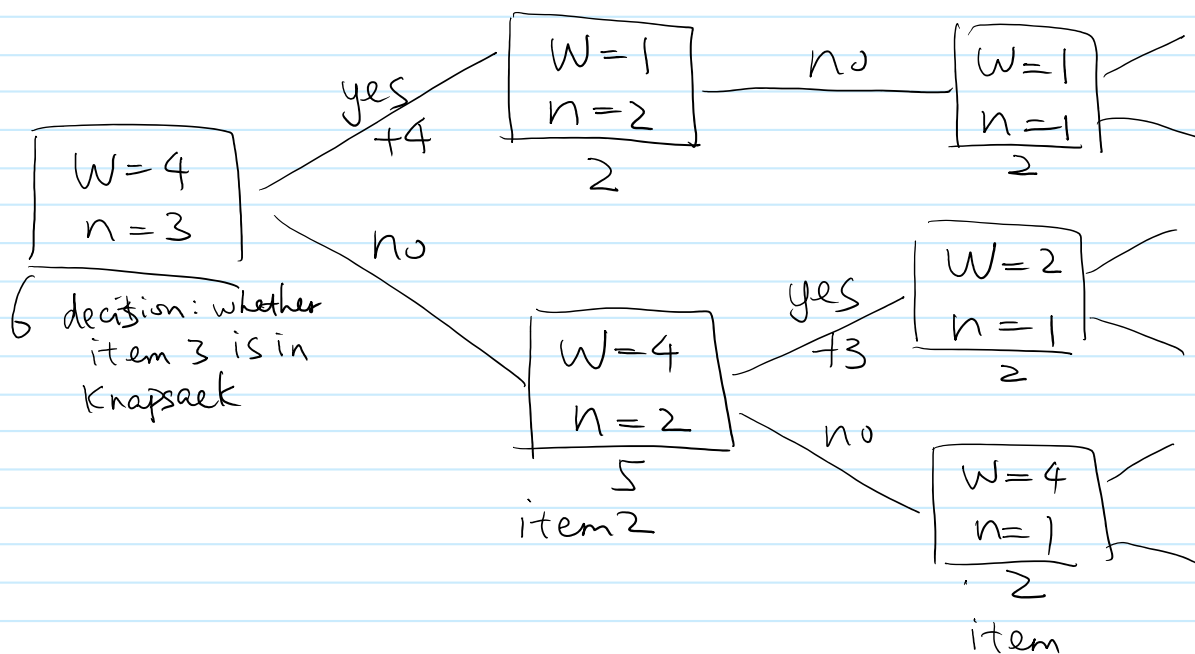 W=4
n=3
6
decision: whether
item 3 is in
Knapsack
yes
+4
no
W=1
n=2
2
no
W=1
n=1
2
W=4
n=2
5
item2
yes
+3
no
W=2
n=1
2
W=4
n=1
2
item